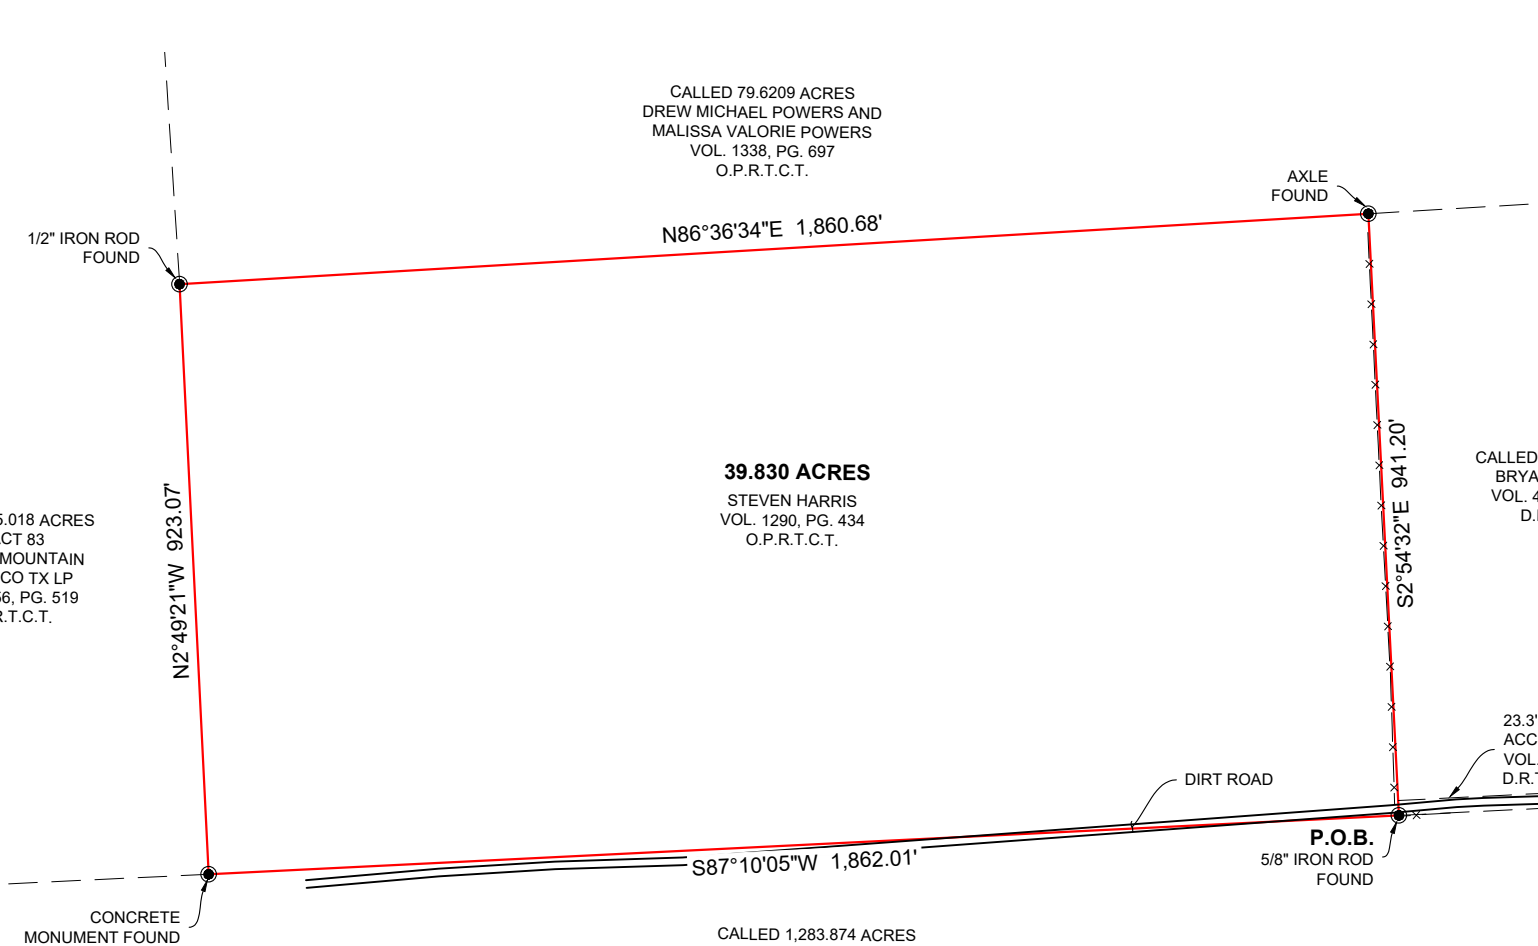 CALLED 79.6209 ACRES
DREW MICHAEL POWERS AND
MALISSA VALORIE POWERS
VOL. 1338, PG. 697
O.P.R.T.C.T.
AXLE
FOUND
1/2" IRON ROD
FOUND
N86°36'34"E 1,860.68'
39.830 ACRES
STEVEN HARRIS
VOL. 1290, PG. 434
O.P.R.T.C.T.
N2°49'21"W 923.07'
S2°54'32"E 941.20'
5.018 ACRES
CT 83
MOUNTAIN
CO TX LP
6, PG. 519
R.T.C.T.
CALLED
BRYA
VOL. 4
D.
23.3'
ACC
VOL.
D.R.
DIRT ROAD
P.O.B.
5/8" IRON ROD
FOUND
S87°10'05"W 1,862.01'
CONCRETE
MONUMENT FOUND
CALLED 1,283.874 ACRES